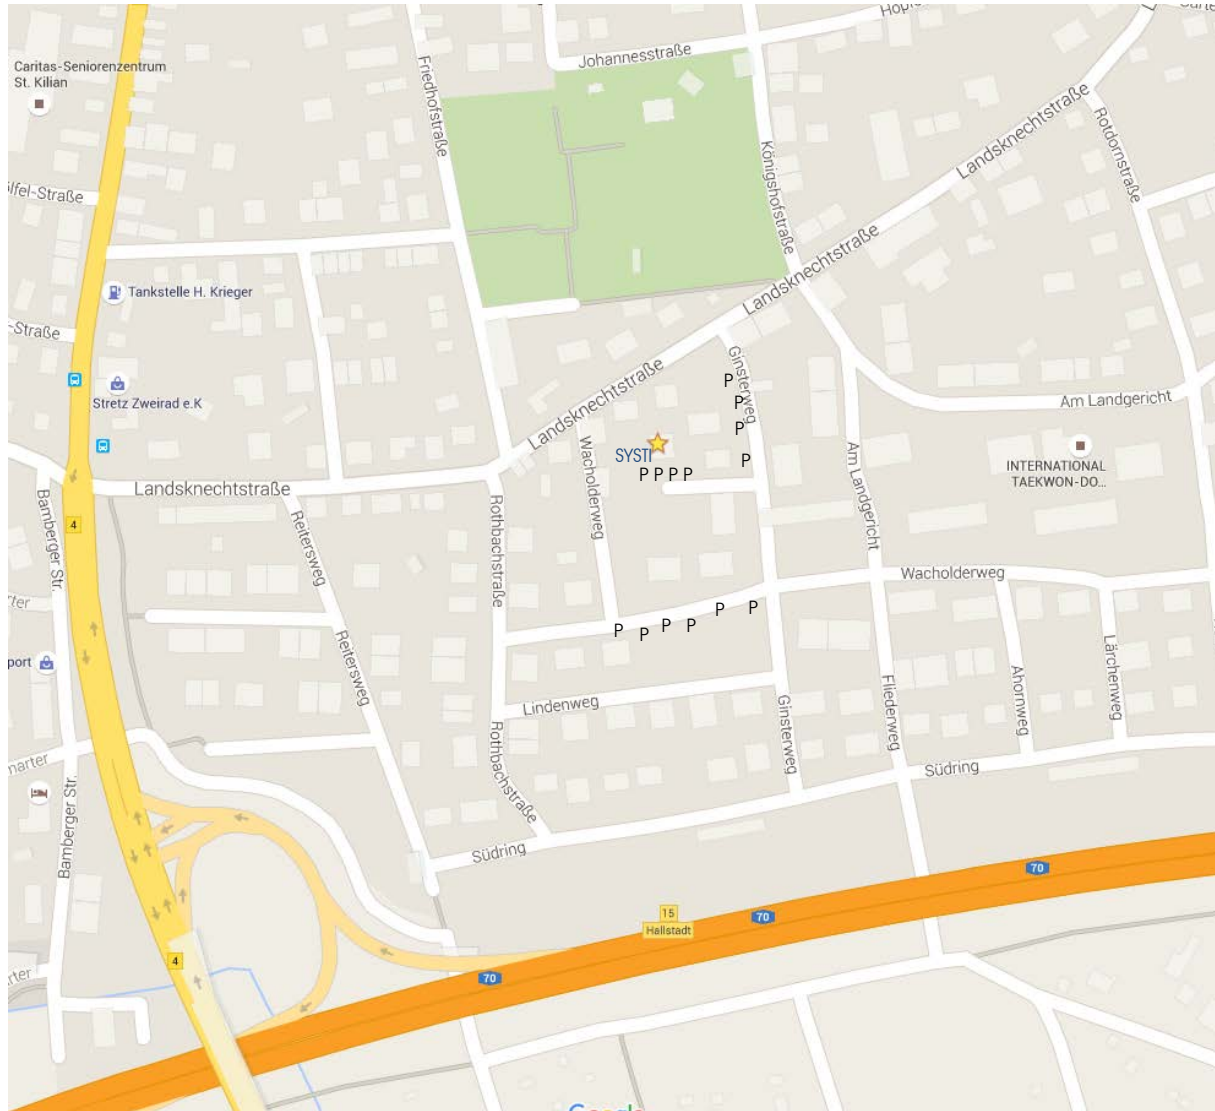 Johannesstraße
Caritas-Seniorenzentrum
St. Kilian
Friedhofstraße
Landsknechtstraße
Rotdornstraße
Königshofstraße
Landsknechtstraße
Tankstelle H. Krieger
-Straße
Ginsterweg
Landsknechtstraße
P
Stretz Zweirad e.K
P
Am Landgericht
P
Wacholderweg
SYSTI
P
P P P P
Am Landgericht
INTERNATIONAL
TAEKWON-DO...
Landsknechtstraße
Bamberger Str.
4
Reitersweg
Rothbachstraße
Wacholderweg
P
P
P
P
P
P
Reitersweg
Lärchenweg
port
Ahornweg
Lindenweg
Fliederweg
Ginsterweg
Rothbachstraße
Südring
Bamberger Str.
Südring
70
15
Hallstadt
70
4
70